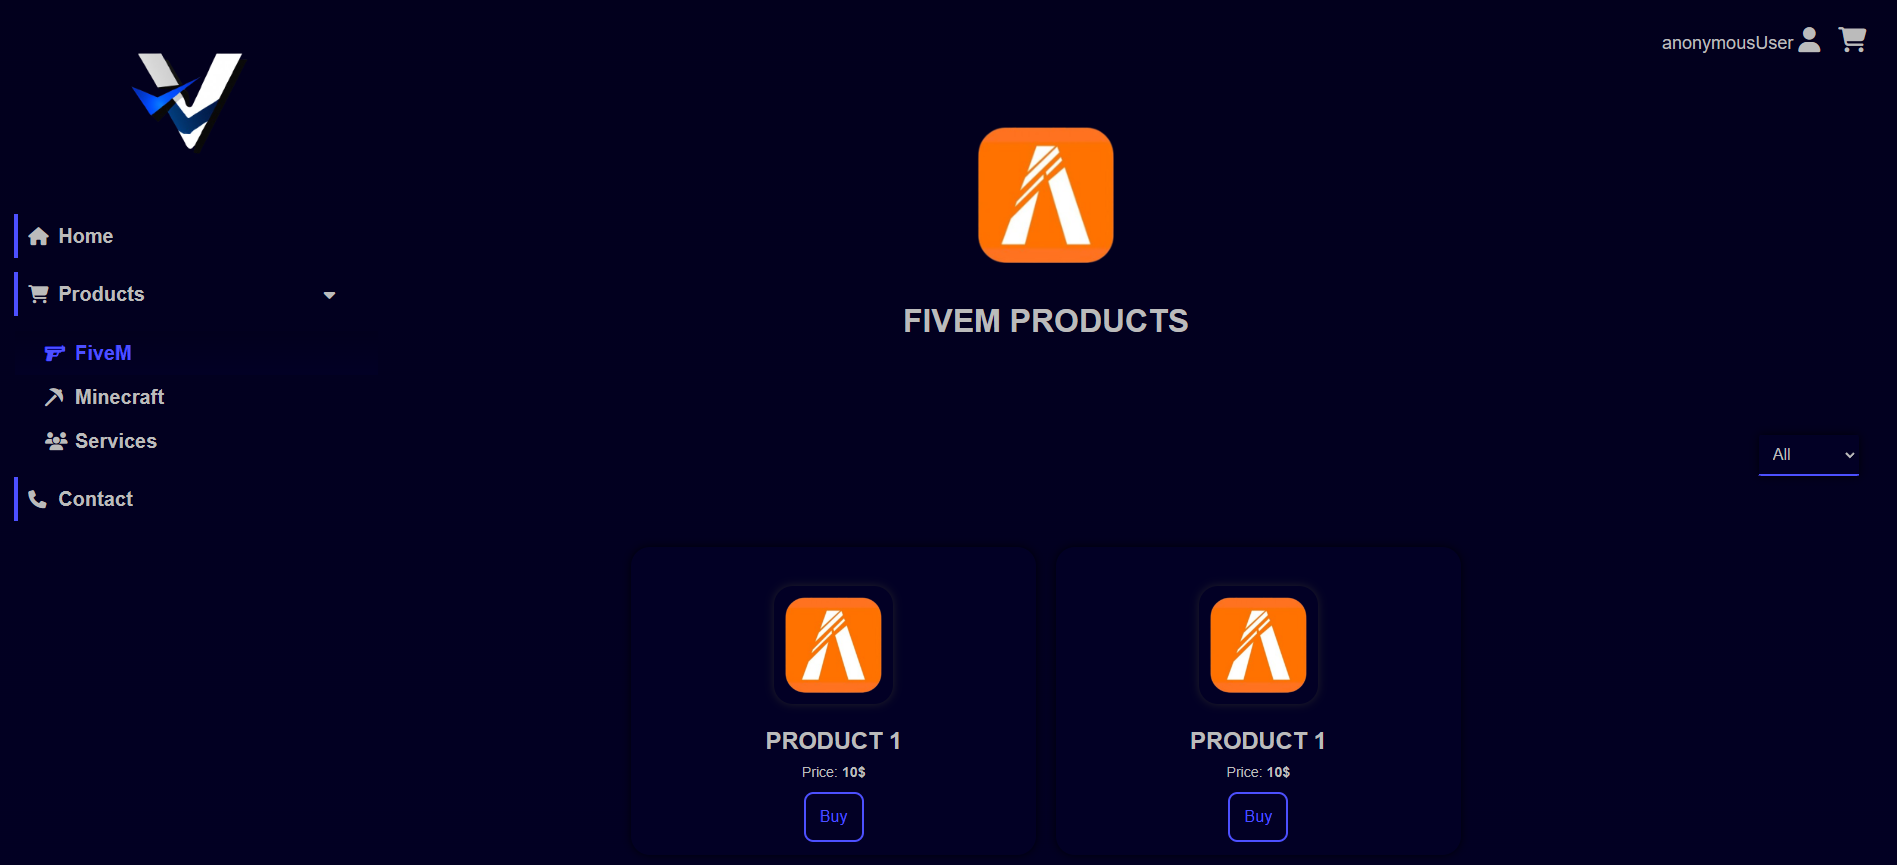 anonymousUser
Home
Products
FiveM
Minecraft
Services
Contact
FIVEM PRODUCTS
All
PRODUCT 1
Price: 10$
Buy
PRODUCT 1
Price: 10$
Buy